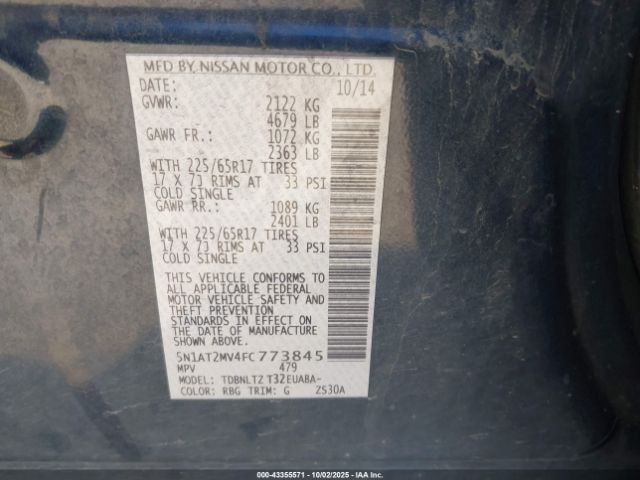 MFD BY NISSAN MOTOR CO., LTD.
DATE: 10/14
GVWR: 2122 KG
4679 LB
GAWR FR.: 1072 KG
2363 LB
WITH 225/65R17 TIRES
17 X 7J RIMS AT 33 PSI
COLD SINGLE
GAWR RR.: 1089 KG
2401 LB
WITH 225/65R17 TIRES
17 X 7J RIMS AT 33 PSI
COLD SINGLE
THIS VEHICLE CONFORMS TO
ALL APPLICABLE FEDERAL
MOTOR VEHICLE SAFETY AND
THEFT PREVENTION
STANDARDS IN EFFECT ON
THE DATE OF MANUFACTURE
SHOWN ABOVE.
5N1AT2MV4FC773845
MPV 479
MODEL: TDBNLTZ T32EUABA-
COLOR: RBG TRIM: G ZS30A
000-43355571 - 10/02/2025 - IAA Inc.